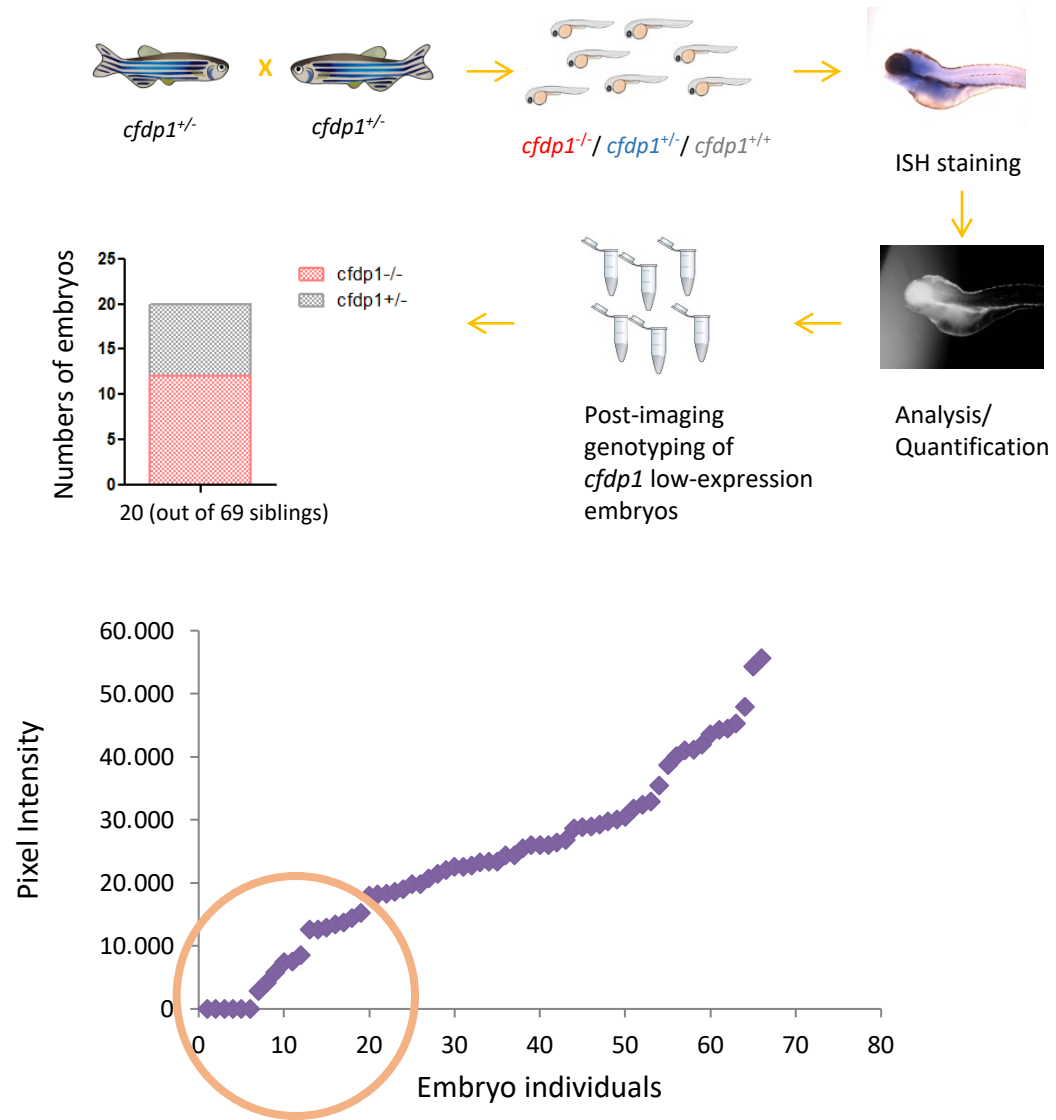 X
cfdp1+/-
cfdp1+/-
cfdp1-/-/ cfdp1+/-/ cfdp1+/+
ISH staining
Analysis/
Quantification
Post-imaging
genotyping of
cfdp1 low-expression
embryos
Numbers of embryos
25
20
15
10
5
0
cfdp1-/-
cfdp1+/-
20 (out of 69 siblings)
Pixel Intensity
60.000
50.000
40.000
30.000
20.000
10.000
0
0 10 20 30 40 50 60 70 80
Embryo individuals